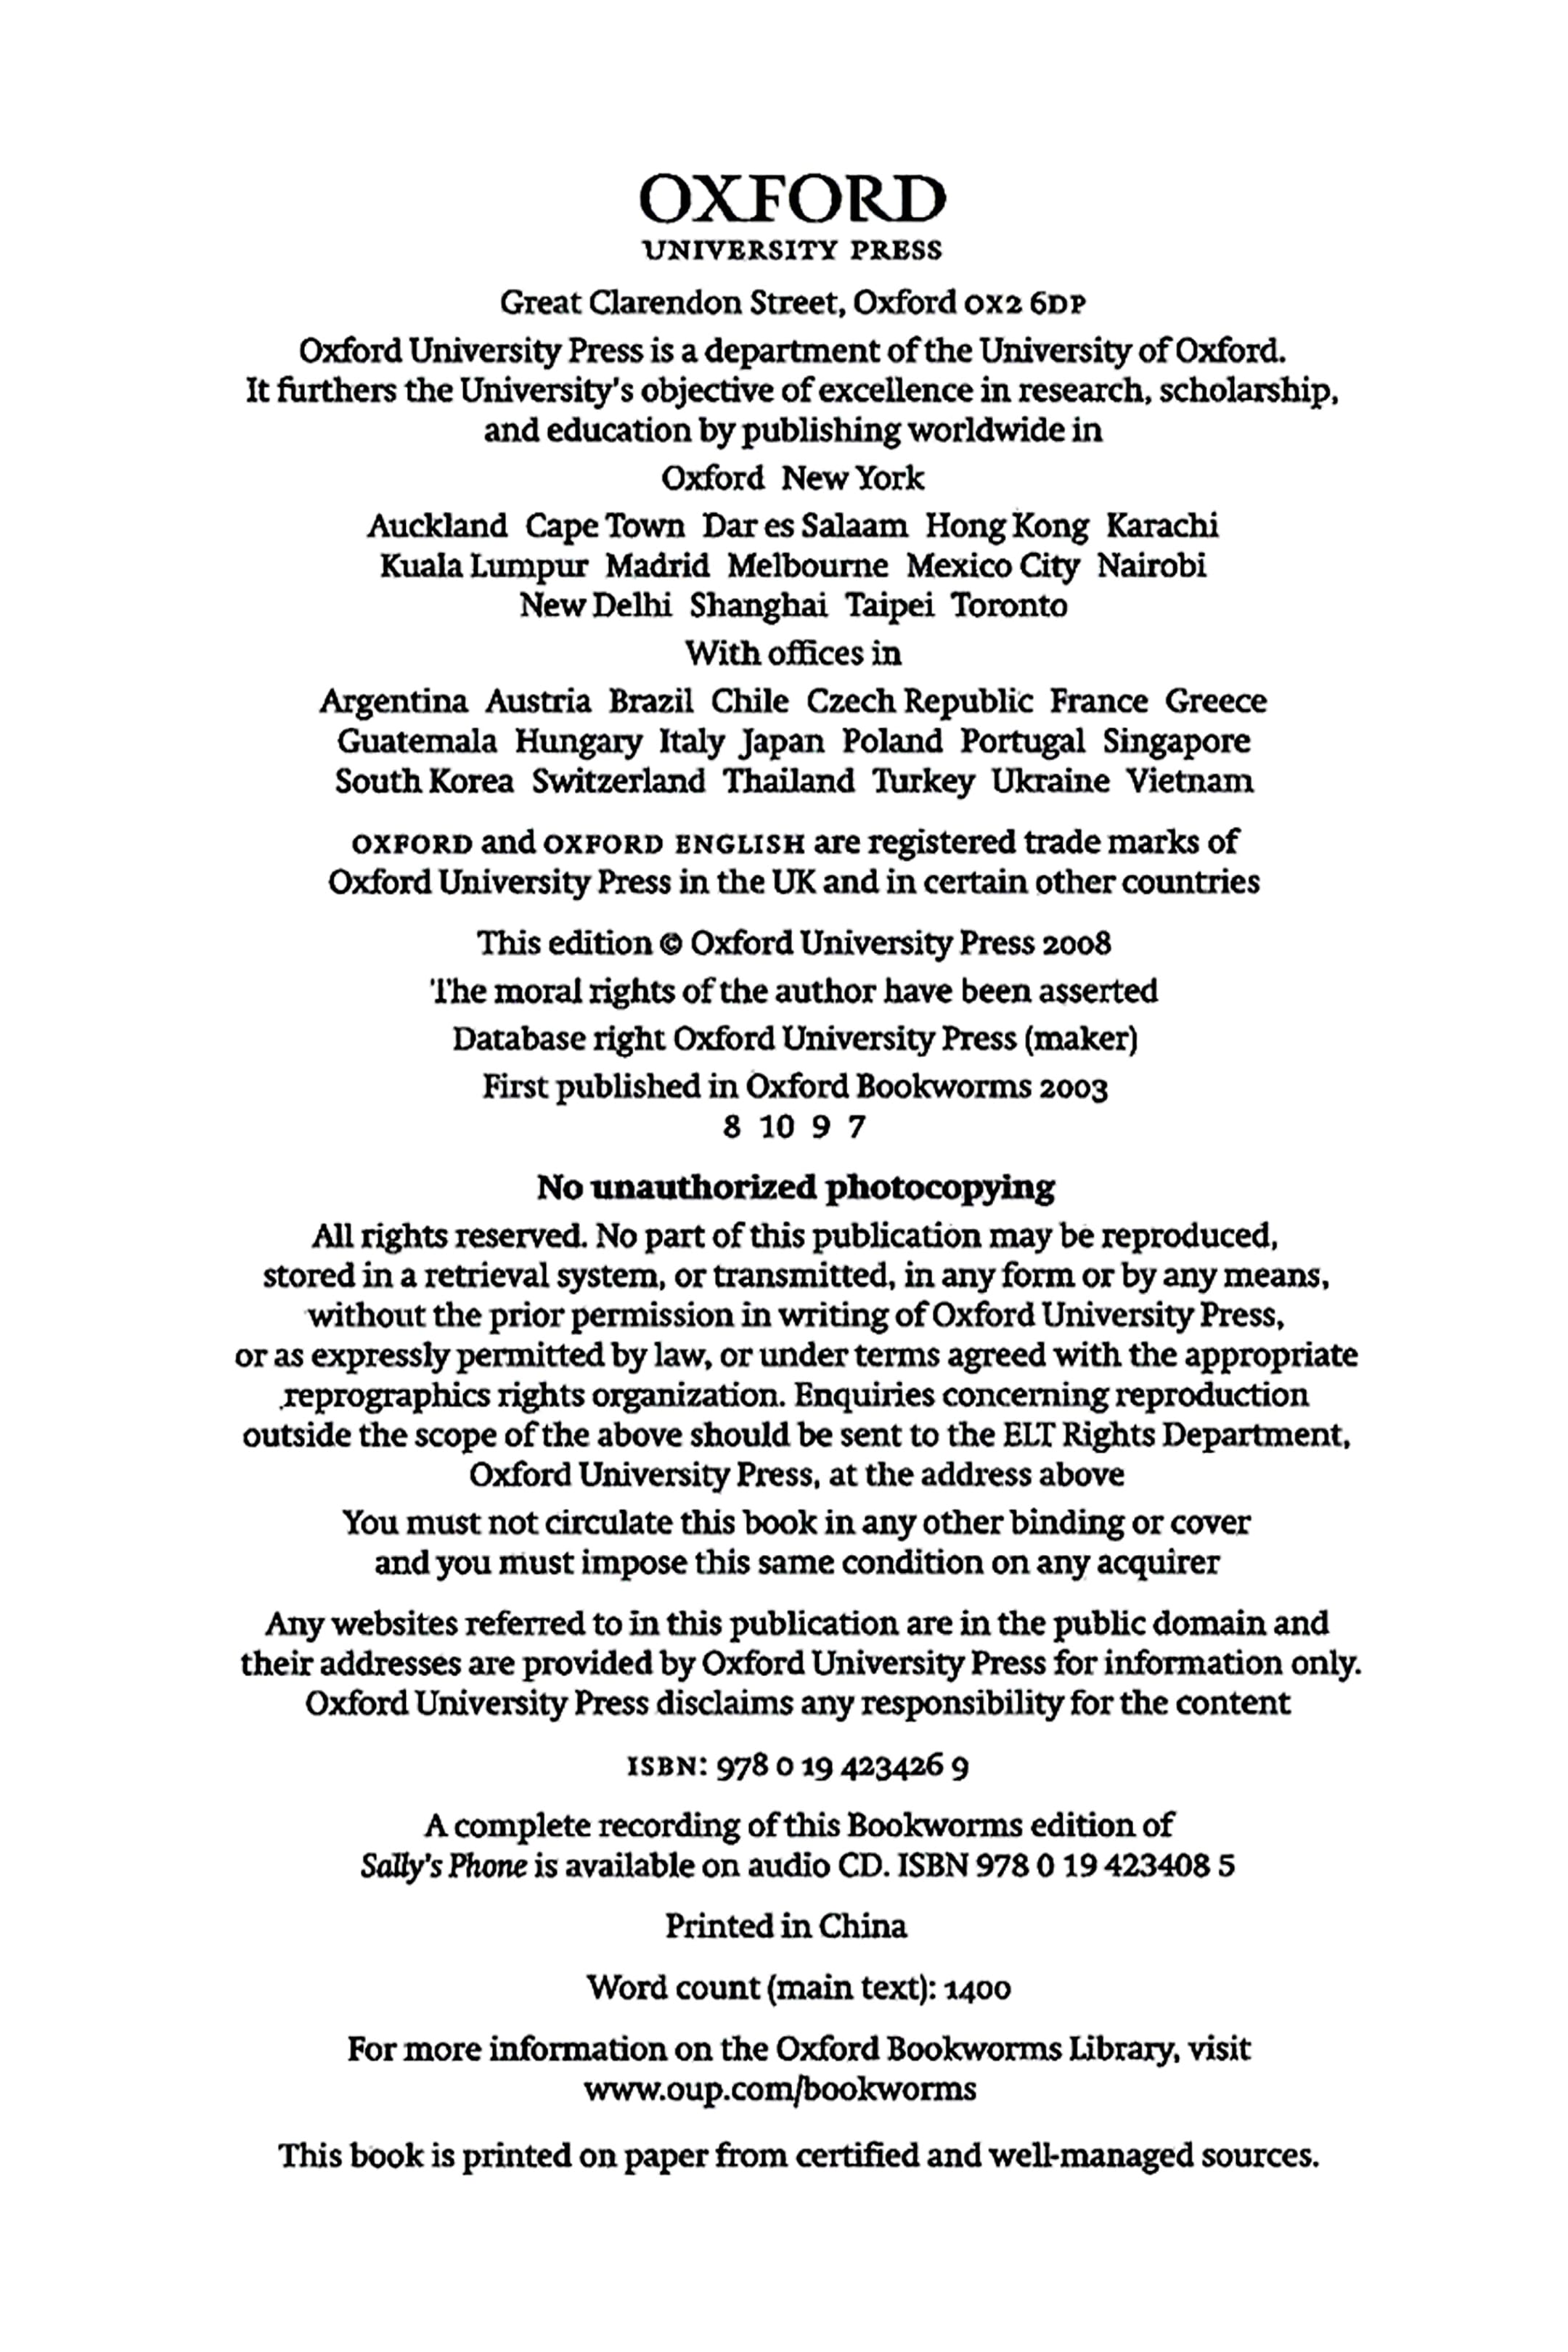 OXFORD
UNIVERSITY PRESS
Great Clarendon Street, Oxford OX2 6DP
Oxford University Press is a department of the University of Oxford.
It furthers the University's objective of excellence in research, scholarship,
and education by publishing worldwide in
Oxford New York
Auckland Cape Town Dar es Salaam Hong Kong Karachi
Kuala Lumpur Madrid Melbourne Mexico City Nairobi
New Delhi Shanghai Taipei Toronto
With offices in
Argentina Austria Brazil Chile Czech Republic France Greece
Guatemala Hungary Italy Japan Poland Portugal Singapore
South Korea Switzerland Thailand Turkey Ukraine Vietnam
OXFORD and OXFORD ENGLISH are registered trade marks of
Oxford University Press in the UK and in certain other countries
This edition © Oxford University Press 2008
The moral rights of the author have been asserted
Database right Oxford University Press (maker)
First published in Oxford Bookworms 2003
8 10 9 7
No unauthorized photocopying
All rights reserved. No part of this publication may be reproduced,
stored in a retrieval system, or transmitted, in any form or by any means,
without the prior permission in writing of Oxford University Press,
or as expressly permitted by law, or under terms agreed with the appropriate
reprographics rights organization. Enquiries concerning reproduction
outside the scope of the above should be sent to the ELT Rights Department,
Oxford University Press, at the address above
You must not circulate this book in any other binding or cover
and you must impose this same condition on any acquirer
Any websites referred to in this publication are in the public domain and
their addresses are provided by Oxford University Press for information only.
Oxford University Press disclaims any responsibility for the content
ISBN: 978 0 19 423426 9
A complete recording of this Bookworms edition of
Sally's Phone is available on audio CD. ISBN 978 0 19 423408 5
Printed in China
Word count (main text): 1400
For more information on the Oxford Bookworms Library, visit
www.oup.com/bookworms
This book is printed on paper from certified and well-managed sources.